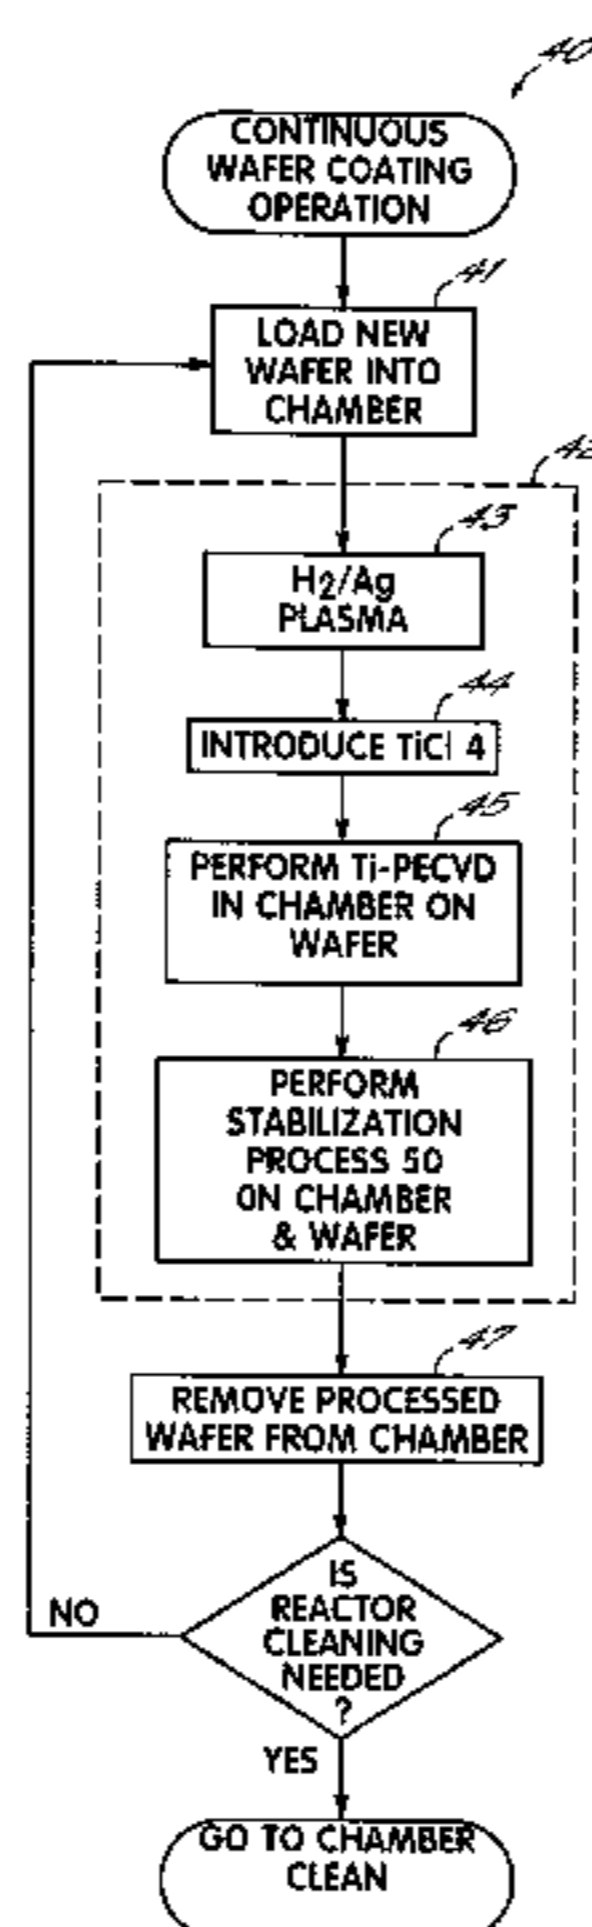 40
CONTINUOUS
WAFER COATING
OPERATION
41
LOAD NEW
WAFER INTO
CHAMBER
42
43
H2/Ag
PLASMA
44
INTRODUCE TiCl 4
45
PERFORM Ti-PECVD
IN CHAMBER ON
WAFER
46
PERFORM
STABILIZATION
PROCESS 50
ON CHAMBER
& WAFER
47
REMOVE PROCESSED
WAFER FROM CHAMBER
IS
REACTOR
CLEANING
NEEDED
?
NO
YES
GO TO CHAMBER
CLEAN